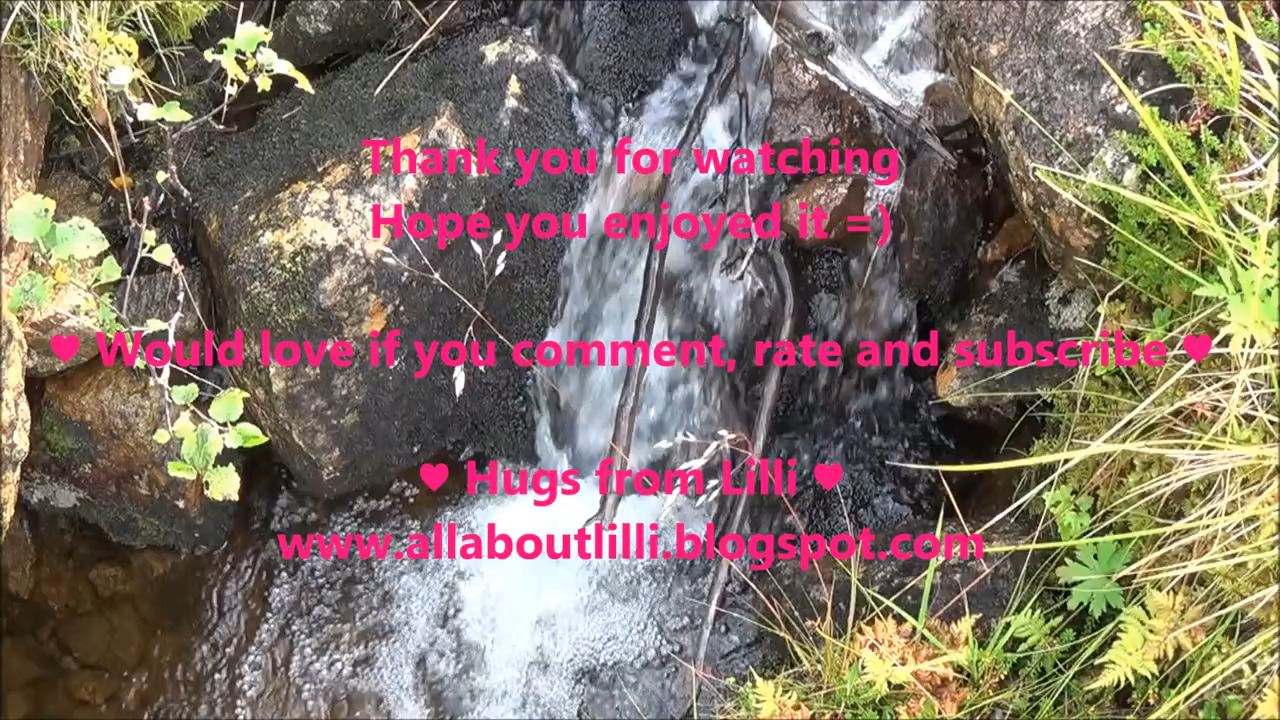 Thank you for watching
Hope you enjoyed it =)
♥ Would love if you comment, rate and subscribe ♥
♥ Hugs from Lilli ♥
www.allaboutlilli.blogspot.com